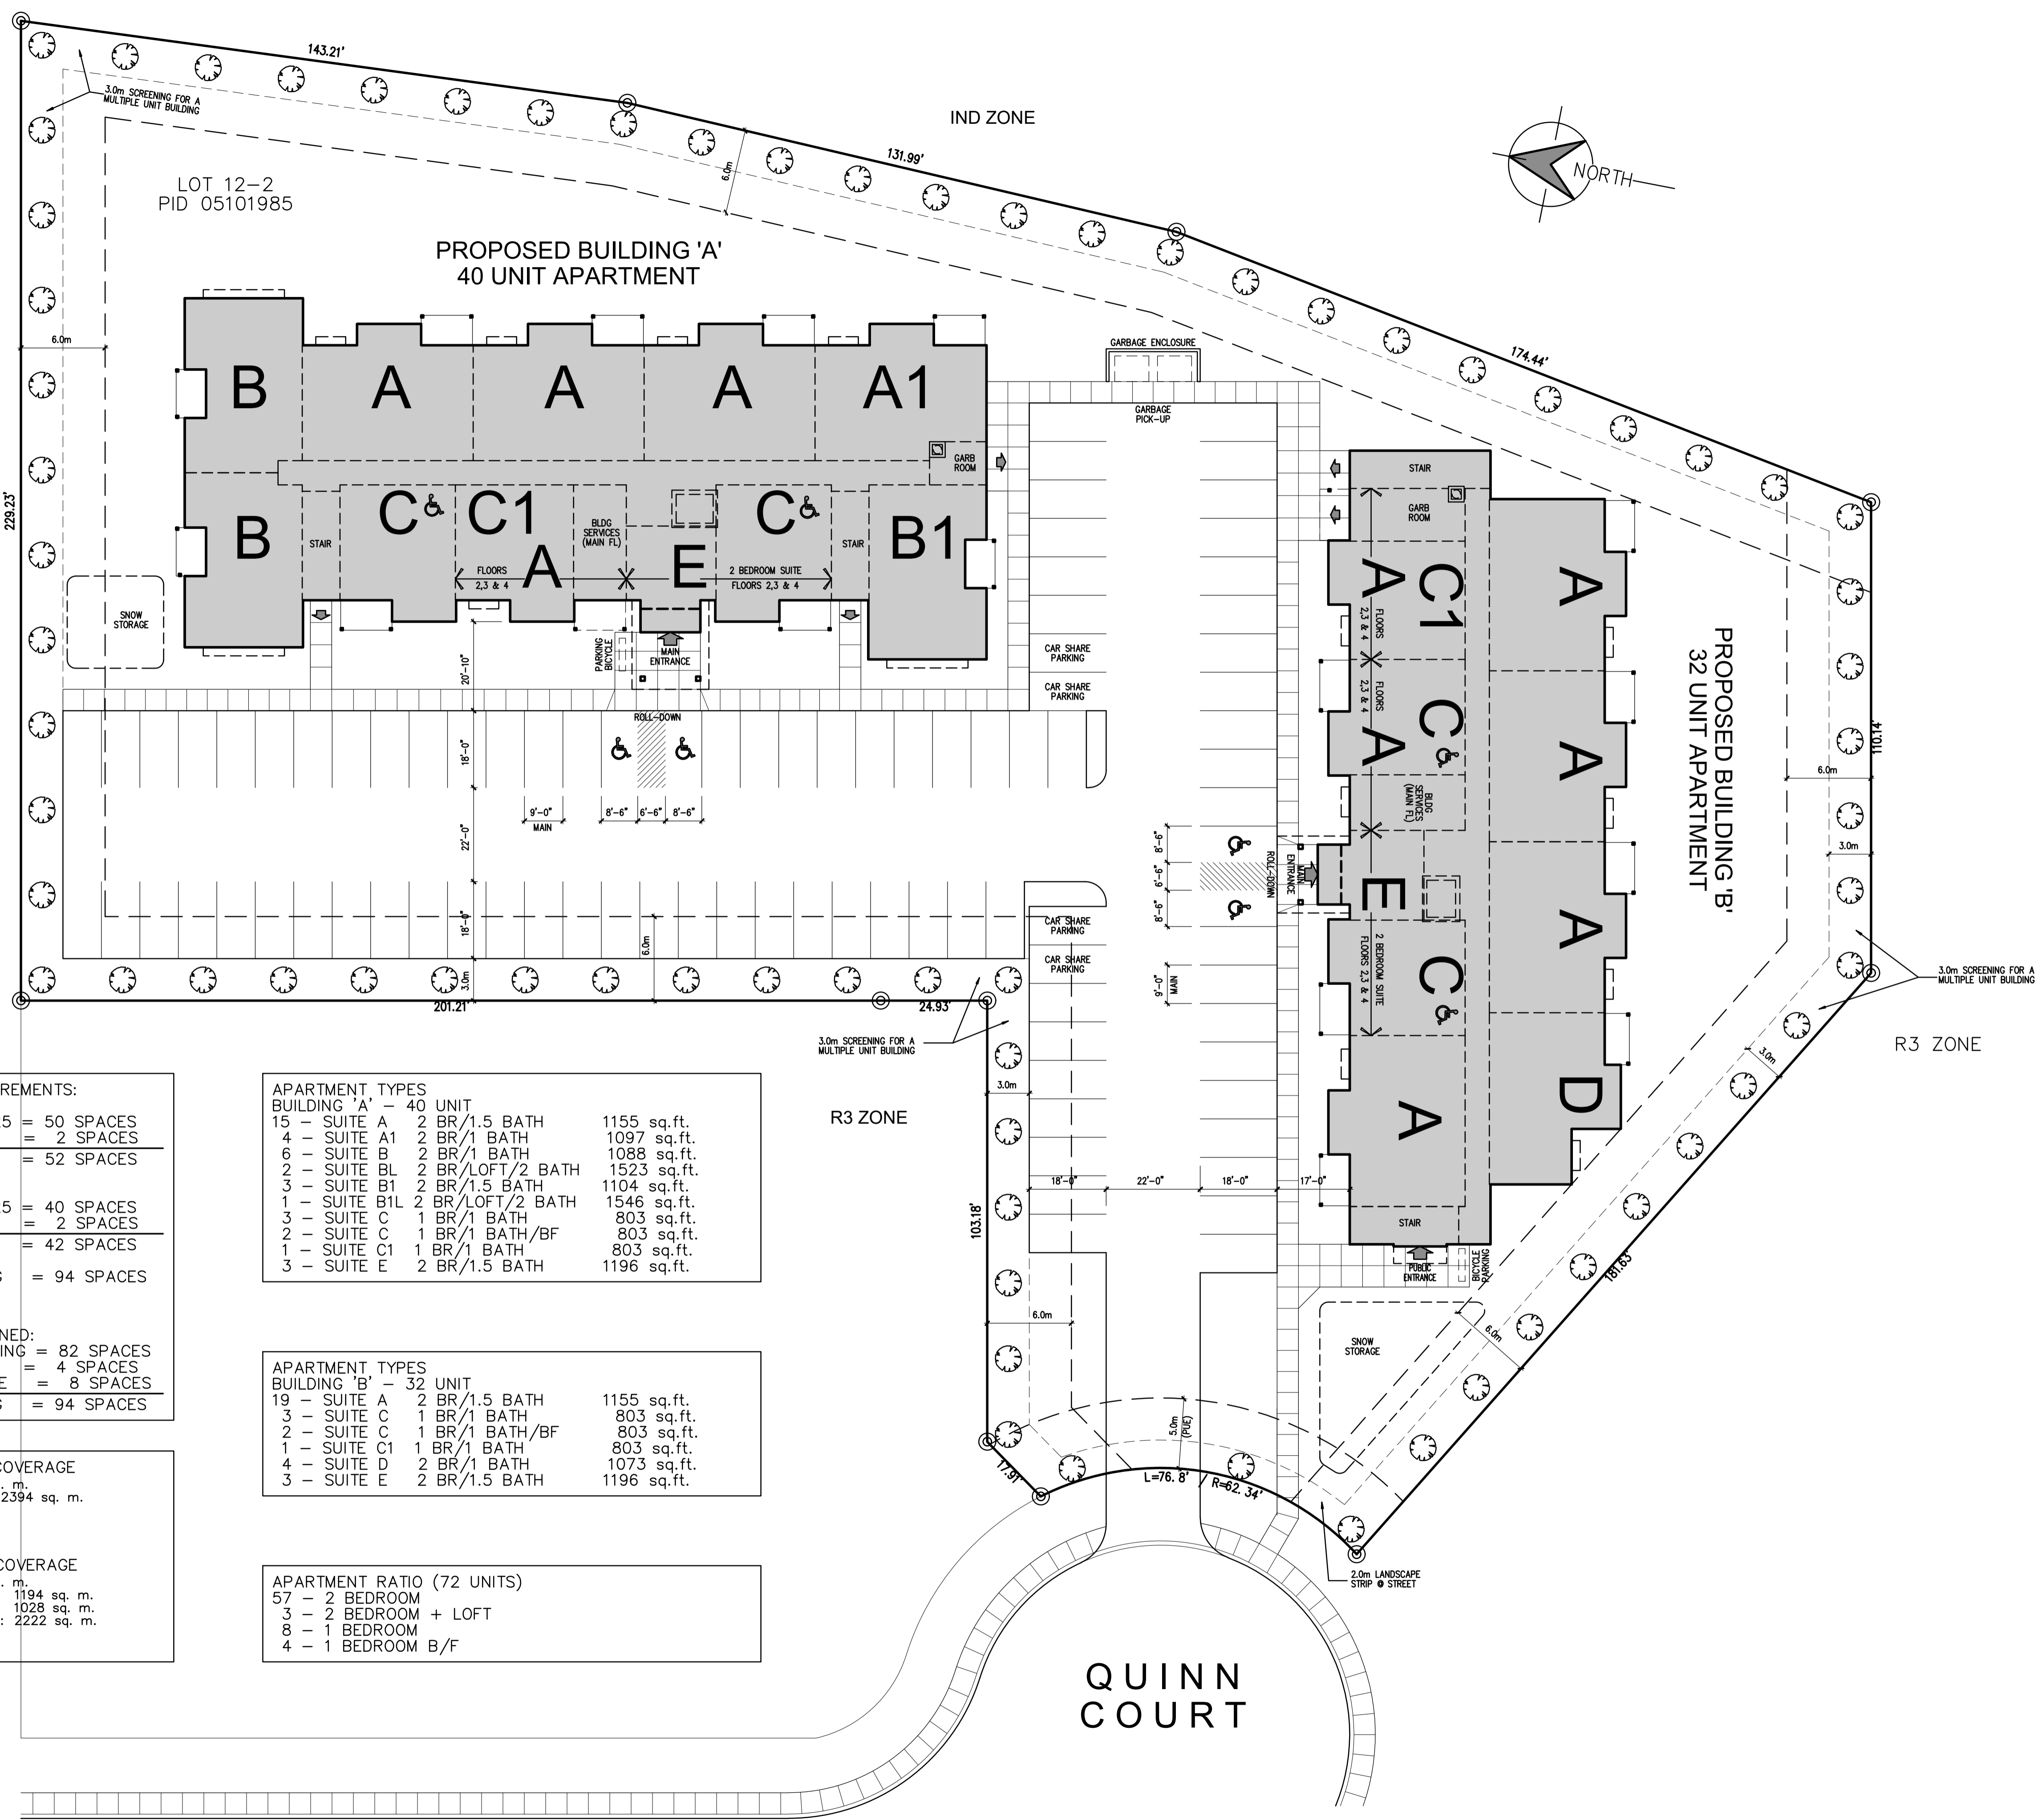 143.21'
3.0m SCREENING FOR A
MULTIPLE UNIT BUILDING
IND ZONE
131.99'
6.0m
NORTH
LOT 12-2
PID 05101985
PROPOSED BUILDING 'A'
40 UNIT APARTMENT
174.44'
6.0m
229.23'
GARBAGE ENCLOSURE
GARBAGE
PICK-UP
B
A
A
A
A1
GARB
ROOM
B
STAIR
C
C1
A
BLDG
SERVICES
(MAIN FL)
E
C
STAIR
B1
FLOORS
2,3 & 4
2 BEDROOM SUITE
FLOORS 2,3 & 4
SNOW
STORAGE
PARKING
BICYCLE
MAIN
ENTRANCE
20'-10"
ROLL-DOWN
18'-0"
9'-0"
MAIN
8'-6"
6'-6"
8'-6"
22'-0"
18'-0"
6.0m
3.0m
201.21'
24.93'
CAR SHARE
PARKING
CAR SHARE
PARKING
CAR SHARE
PARKING
CAR SHARE
PARKING
8'-6"
6'-6"
8'-6"
9'-0"
MAIN
ROLL-DOWN
MAIN
ENTRANCE
STAIR
GARB
ROOM
A
C1
FLOORS
2,3 & 4
A
C
FLOORS
2,3 & 4
BLDG
SERVICES
(MAIN FL)
E
C
2 BEDROOM SUITE
FLOORS 2,3 & 4
A
STAIR
A
A
A
D
PROPOSED BUILDING 'B'
32 UNIT APARTMENT
110.14'
6.0m
3.0m
3.0m SCREENING FOR A
MULTIPLE UNIT BUILDING
R3 ZONE
3.0m
181.63'
6.0m
3.0m SCREENING FOR A
MULTIPLE UNIT BUILDING
3.0m
R3 ZONE
103.18'
18'-0"
22'-0"
18'-0"
17'-0"
6.0m
PUBLIC
ENTRANCE
BICYCLE
PARKING
SNOW
STORAGE
5.0m
(PUE)
17.91'
L=76. 8' / R=62. 34'
2.0m LANDSCAPE
STRIP @ STREET
QUINN
COURT
REMENTS:
25 = 50 SPACES
= 2 SPACES
= 52 SPACES
25 = 40 SPACES
= 2 SPACES
= 42 SPACES
G = 94 SPACES
NED:
ING = 82 SPACES
= 4 SPACES
E = 8 SPACES
G = 94 SPACES
COVERAGE
. m.
2394 sq. m.
COVERAGE
. m.
1194 sq. m.
1028 sq. m.
: 2222 sq. m.
APARTMENT TYPES
BUILDING 'A' - 40 UNIT
15 - SUITE A 2 BR/1.5 BATH 1155 sq.ft.
4 - SUITE A1 2 BR/1 BATH 1097 sq.ft.
6 - SUITE B 2 BR/1 BATH 1088 sq.ft.
2 - SUITE BL 2 BR/LOFT/2 BATH 1523 sq.ft.
3 - SUITE B1 2 BR/1.5 BATH 1104 sq.ft.
1 - SUITE B1L 2 BR/LOFT/2 BATH 1546 sq.ft.
3 - SUITE C 1 BR/1 BATH 803 sq.ft.
2 - SUITE C 1 BR/1 BATH/BF 803 sq.ft.
1 - SUITE C1 1 BR/1 BATH 803 sq.ft.
3 - SUITE E 2 BR/1.5 BATH 1196 sq.ft.
APARTMENT TYPES
BUILDING 'B' - 32 UNIT
19 - SUITE A 2 BR/1.5 BATH 1155 sq.ft.
3 - SUITE C 1 BR/1 BATH 803 sq.ft.
2 - SUITE C 1 BR/1 BATH/BF 803 sq.ft.
1 - SUITE C1 1 BR/1 BATH 803 sq.ft.
4 - SUITE D 2 BR/1 BATH 1073 sq.ft.
3 - SUITE E 2 BR/1.5 BATH 1196 sq.ft.
APARTMENT RATIO (72 UNITS)
57 - 2 BEDROOM
3 - 2 BEDROOM + LOFT
8 - 1 BEDROOM
4 - 1 BEDROOM B/F